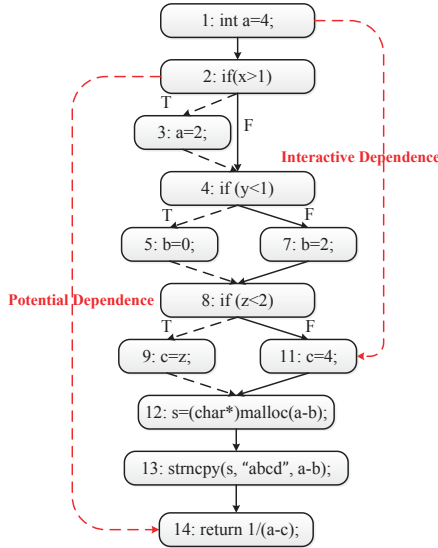 1: int a=4;
2: if(x>1)
T
F
3: a=2;
Interactive Dependence
4: if (y<1)
T
F
5: b=0;
7: b=2;
8: if (z<2)
Potential Dependence
T
F
9: c=z;
11: c=4;
12: s=(char*)malloc(a-b);
13: strncpy(s, “abcd”, a-b);
14: return 1/(a-c);